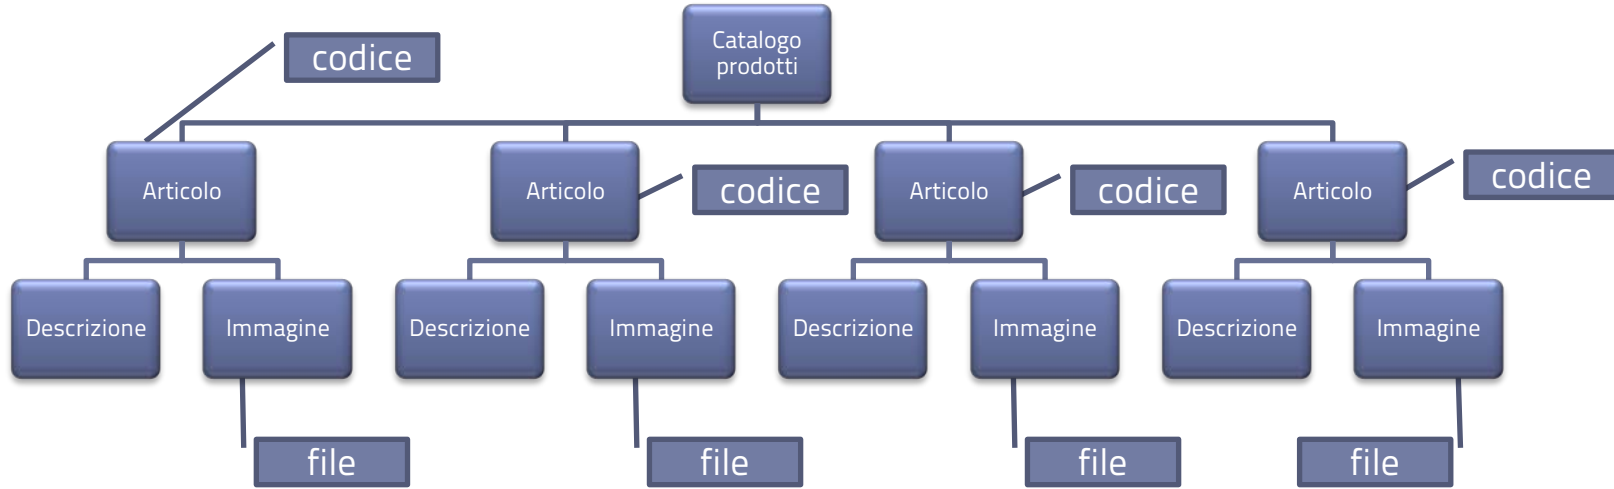 Catalogo
prodotti
codice
Articolo
codice
Articolo
codice
Articolo
codice
Articolo
codice
Descrizione
Immagine
Descrizione
Immagine
Descrizione
Immagine
Descrizione
Immagine
file
file
file
file